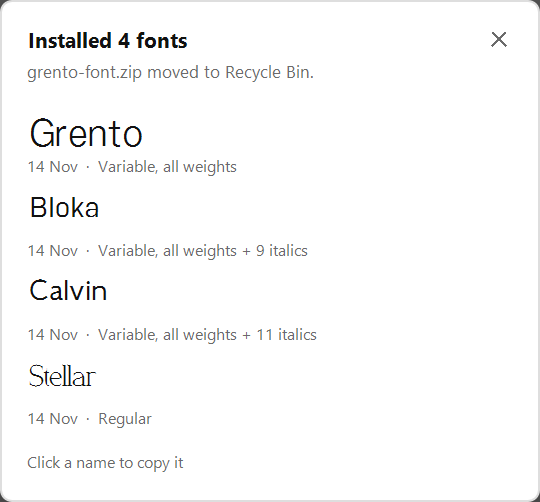 Installed 4 fonts
grento-font.zip moved to Recycle Bin.
Grento
14 Nov · Variable, all weights
Bloka
14 Nov · Variable, all weights + 9 italics
Calvin
14 Nov · Variable, all weights + 11 italics
Stellar
14 Nov · Regular
Click a name to copy it